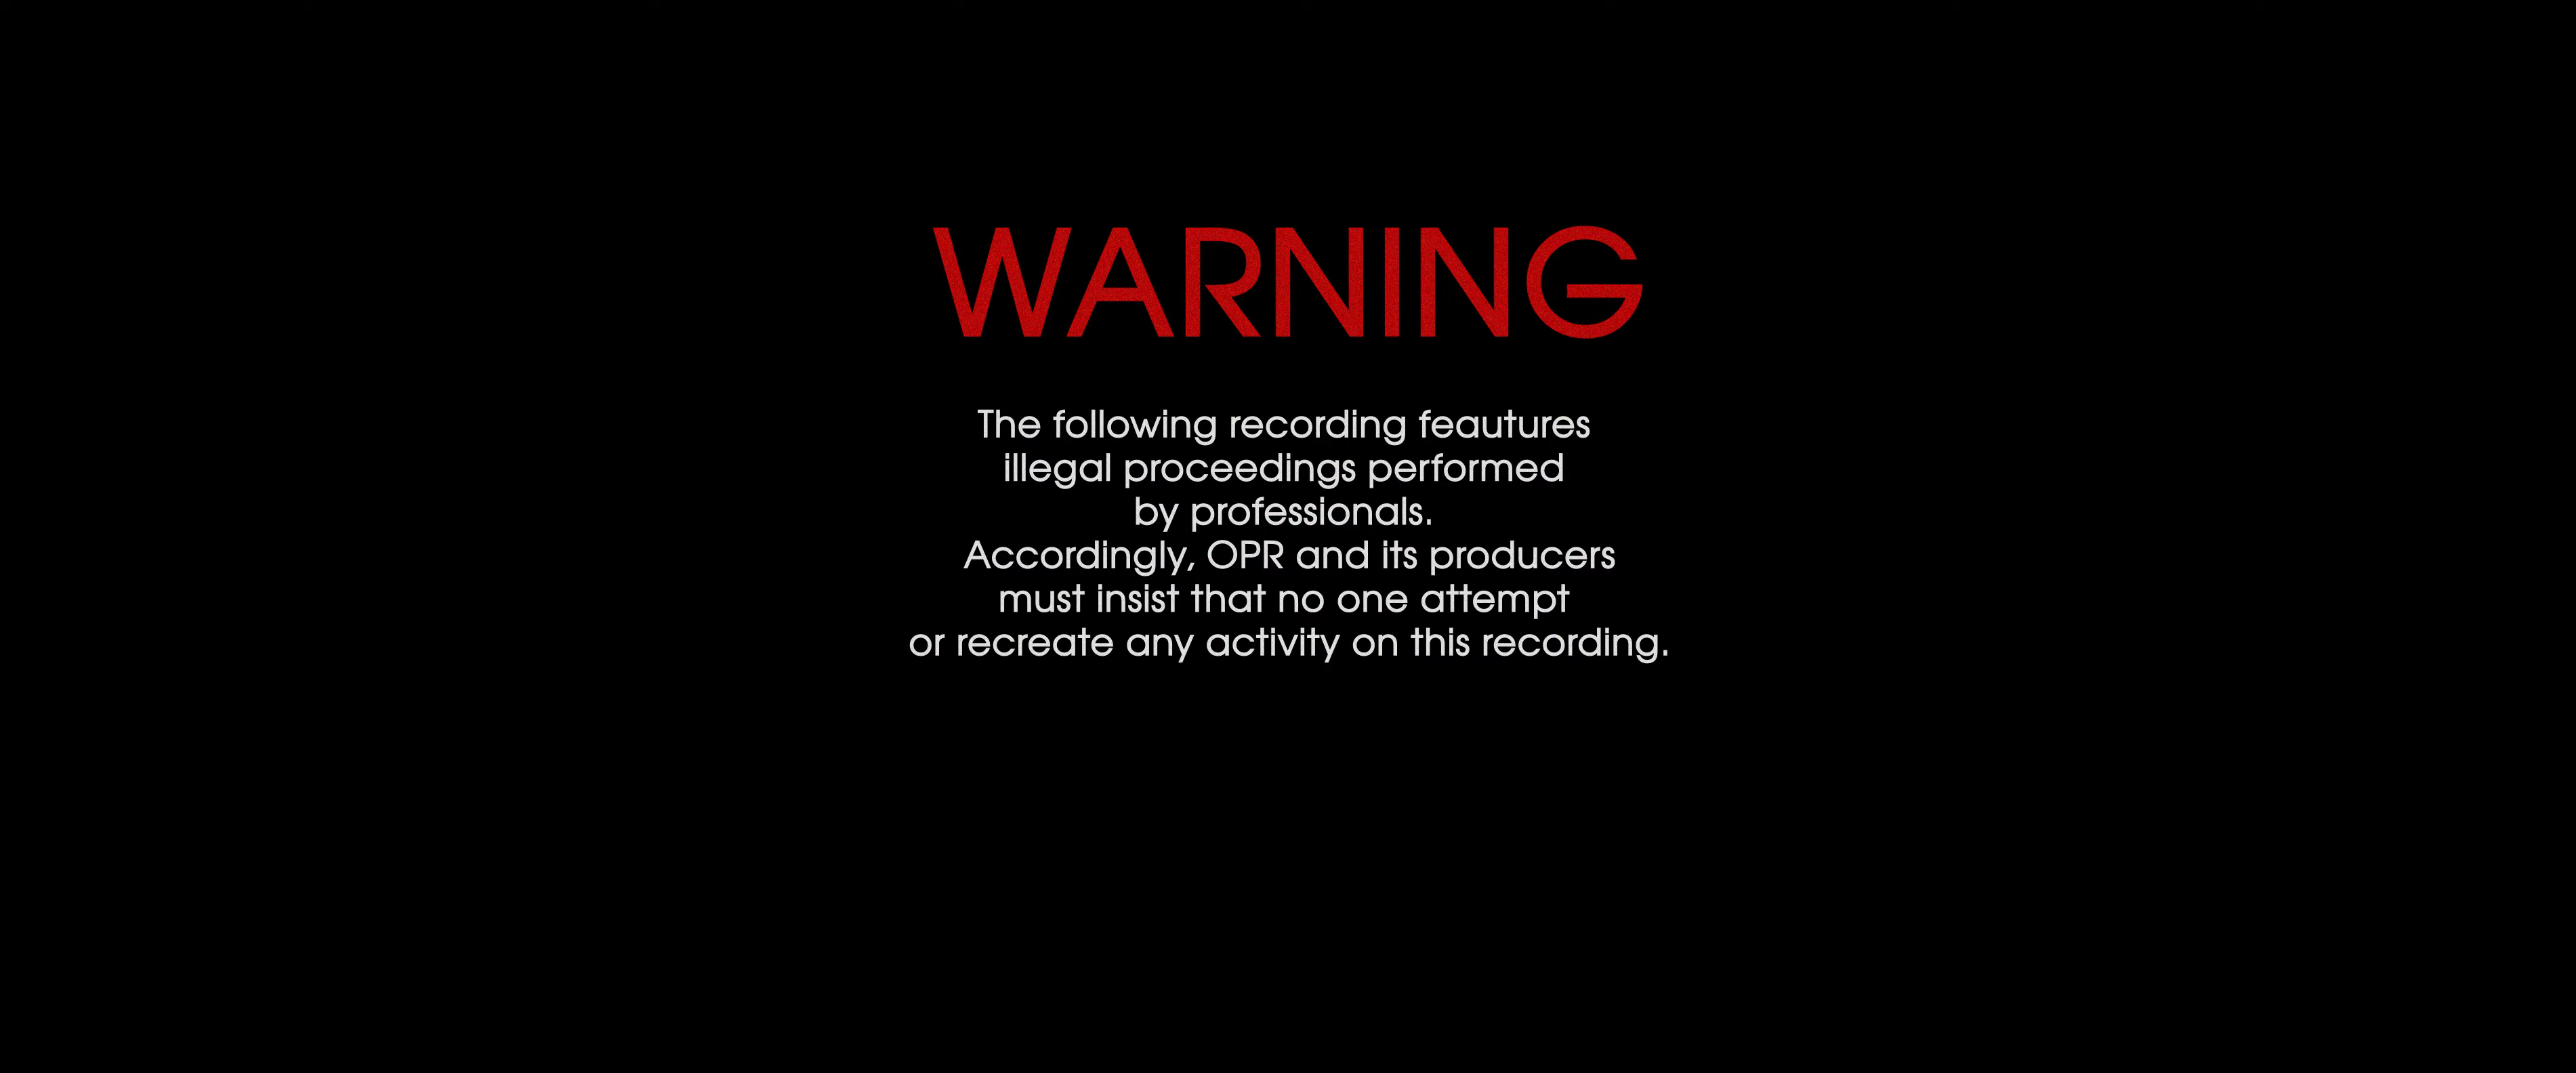 WARNING
The following recording feautures
illegal proceedings performed
by professionals.
Accordingly, OPR and its producers
must insist that no one attempt
or recreate any activity on this recording.